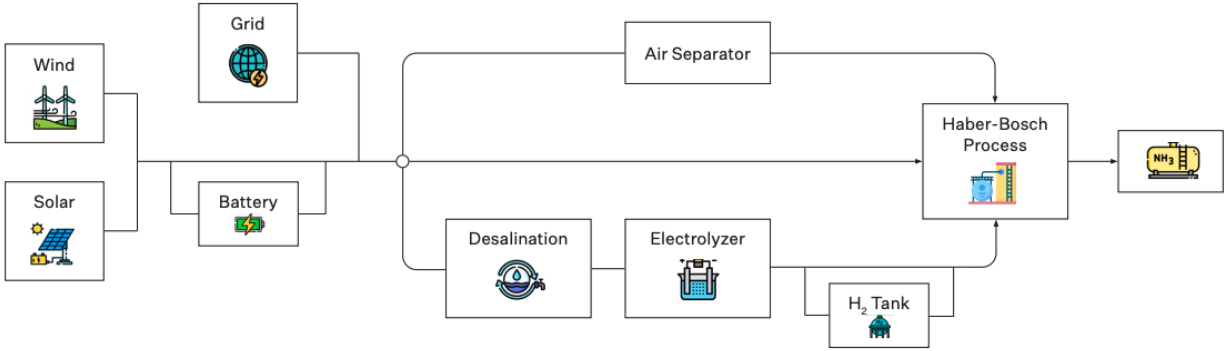 Grid
Wind
Air Separator
Haber-Bosch
Process
NH₃
Solar
Battery
Desalination
Electrolyzer
H₂ Tank